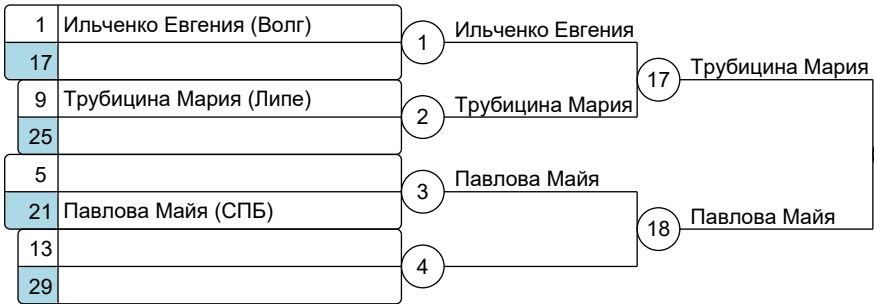 1 Ильченко Евгения (Волг)
17
1
Ильченко Евгения
9 Трубицина Мария (Липе)
25
2
Трубицина Мария
17
Трубицина Мария
5
21 Павлова Майя (СПБ)
3
Павлова Майя
13
29
4
18
Павлова Майя